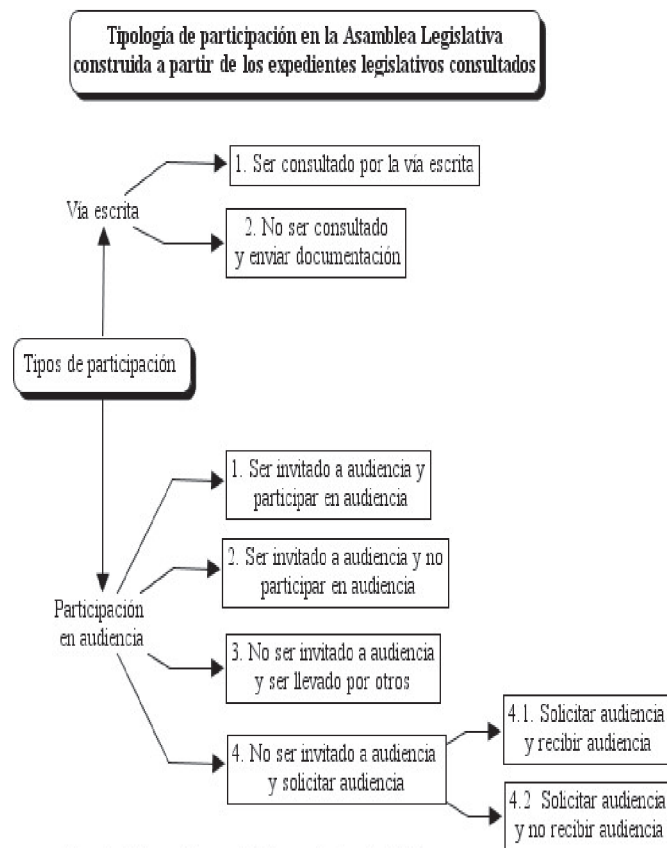 Tipología de participación en la Asamblea Legislativa
construida a partir de los expedientes legislativos consultados
1. Ser consultado por la vía escrita
Vía escrita
2. No ser consultado
y enviar documentación
Tipos de participación
1. Ser invitado a audiencia y
participar en audiencia
2. Ser invitado a audiencia y no
participar en audiencia
Participación
en audiencia
3. No ser invitado a audiencia
y ser llevado por otros
4. No ser invitado a audiencia
y solicitar audiencia
4.1. Solicitar audiencia
y recibir audiencia
4.2 Solicitar audiencia
y no recibir audiencia